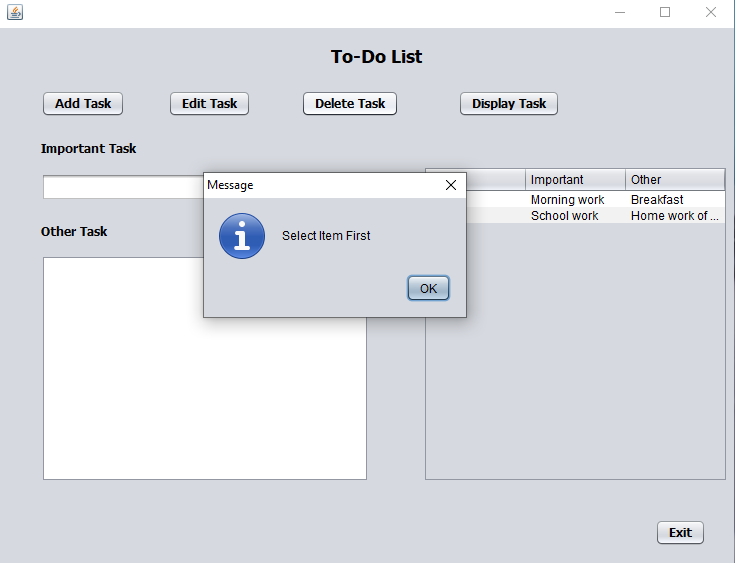 To-Do List
Add Task Edit Task Delete Task Display Task
Important Task
Message
Important Other
Morning work Breakfast
School work Home work of ...
Other Task
Select Item First
OK
Exit